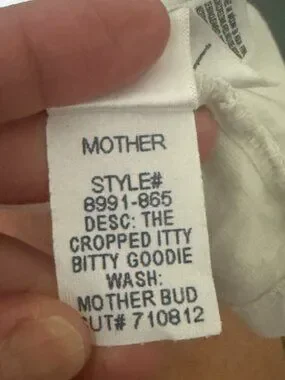 MOTHER
STYLE#
8991-865
DESC: THE
CROPPED ITTY
BITTY GOODIE
WASH:
MOTHER BUD
CUT# 710812